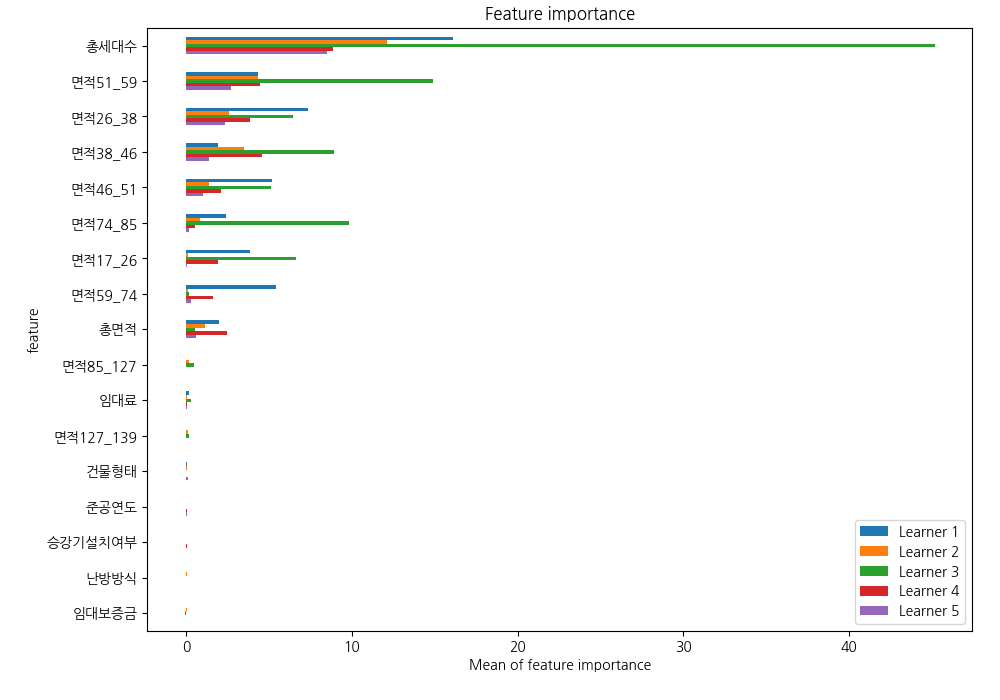 Feature importance
총세대수
면적51_59
면적26_38
면적38_46
면적46_51
면적74_85
면적17_26
면적59_74
총면적
면적85_127
임대료
면적127_139
건물형태
준공연도
승강기설치여부
난방방식
임대보증금
feature
0 10 20 30 40
Mean of feature importance
Learner 1
Learner 2
Learner 3
Learner 4
Learner 5